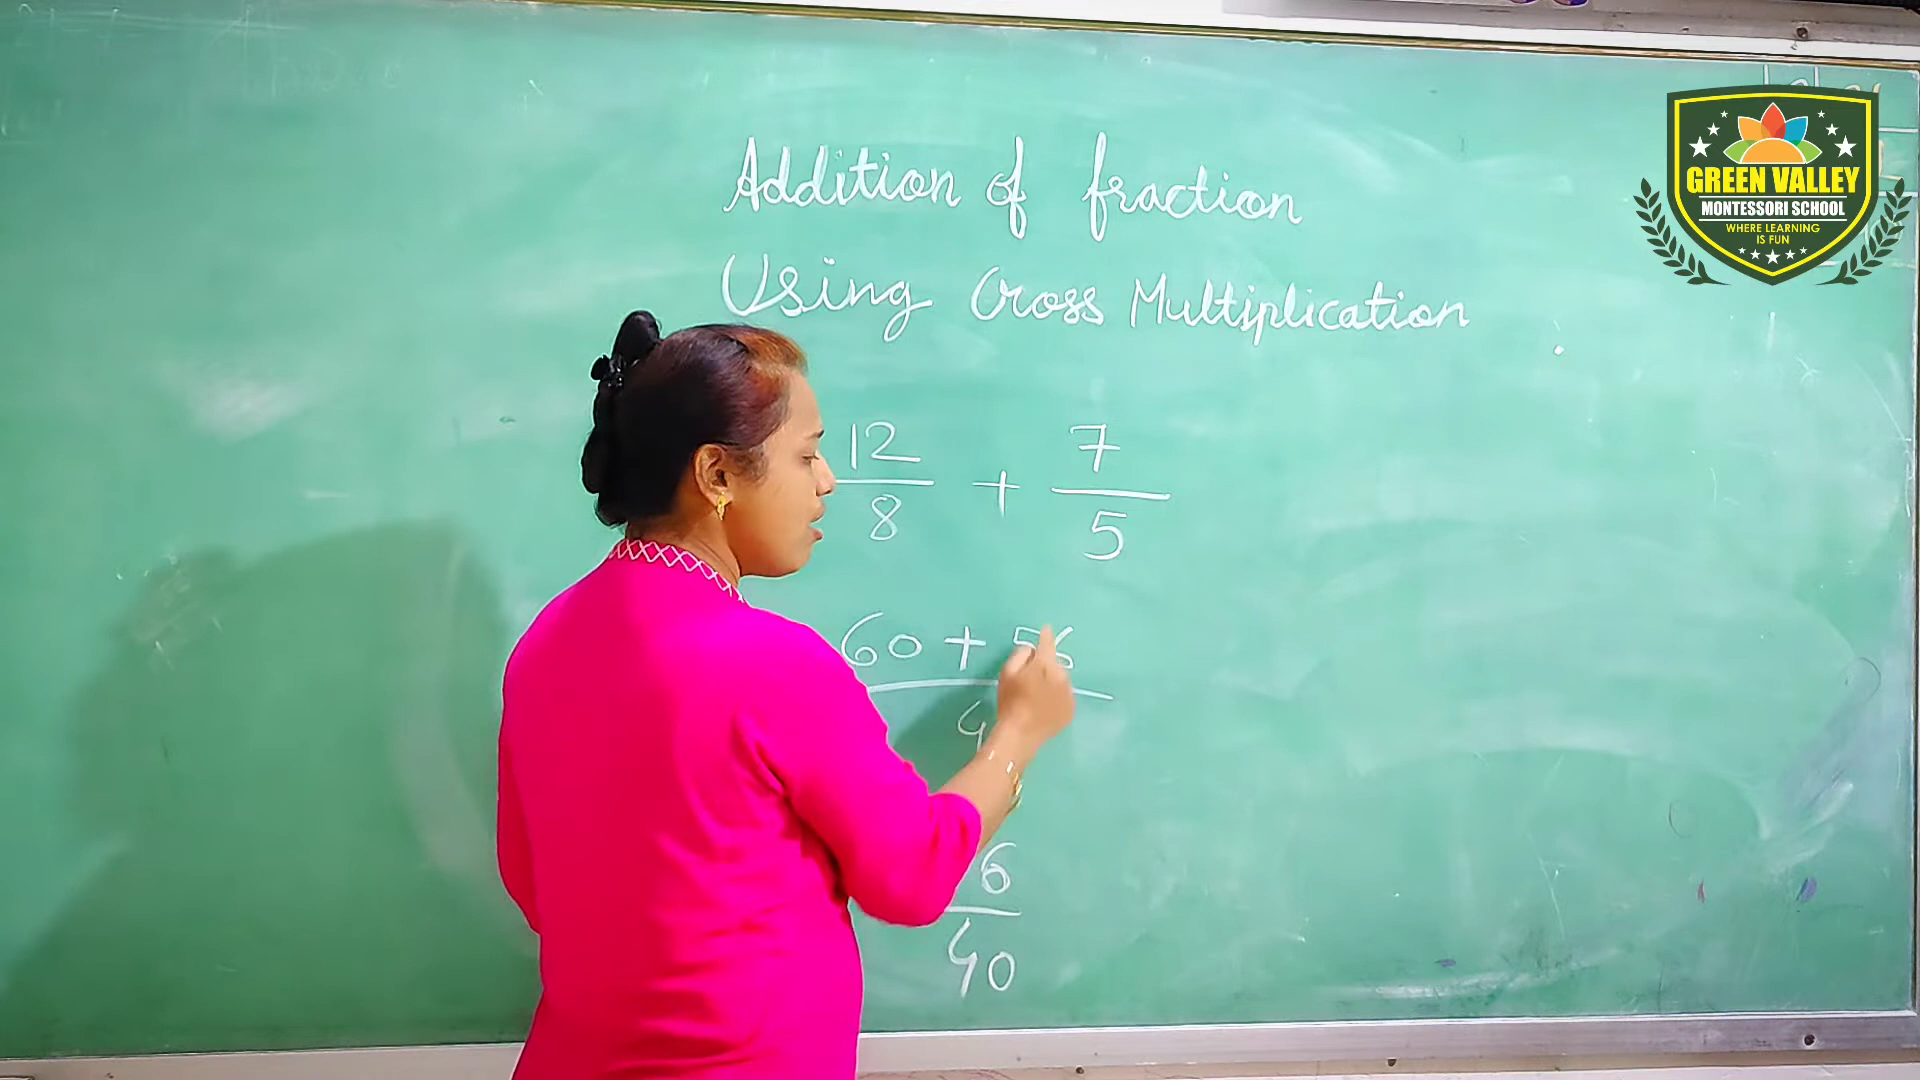 Addition of fraction
Using Cross Multiplication
12/8 + 7/5
60 + 56
6
40
GREEN VALLEY
MONTESSORI SCHOOL
WHERE LEARNING
IS FUN